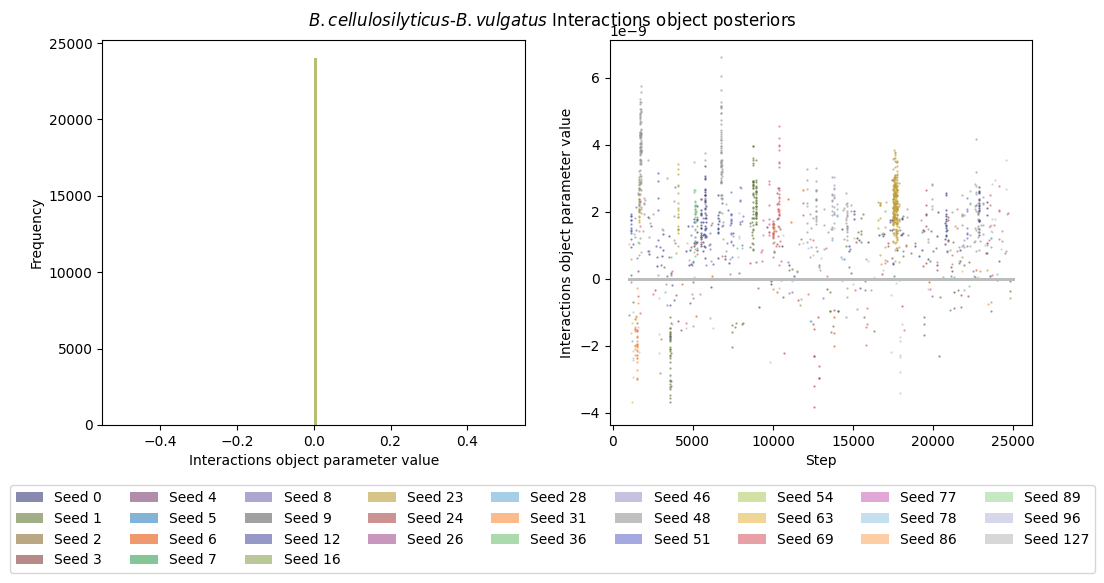 B.cellulosilyticus-B.vulgatus Interactions object posteriors
1e−9
25000
20000
15000
10000
5000
0
Frequency
−0.4
−0.2
0.0
0.2
0.4
Interactions object parameter value
6
4
2
0
−2
−4
Interactions object parameter value
0
5000
10000
15000
20000
25000
Step
Seed 0
Seed 1
Seed 2
Seed 3
Seed 4
Seed 5
Seed 6
Seed 7
Seed 8
Seed 9
Seed 12
Seed 16
Seed 23
Seed 24
Seed 26
Seed 28
Seed 31
Seed 36
Seed 46
Seed 48
Seed 51
Seed 54
Seed 63
Seed 69
Seed 77
Seed 78
Seed 86
Seed 89
Seed 96
Seed 127